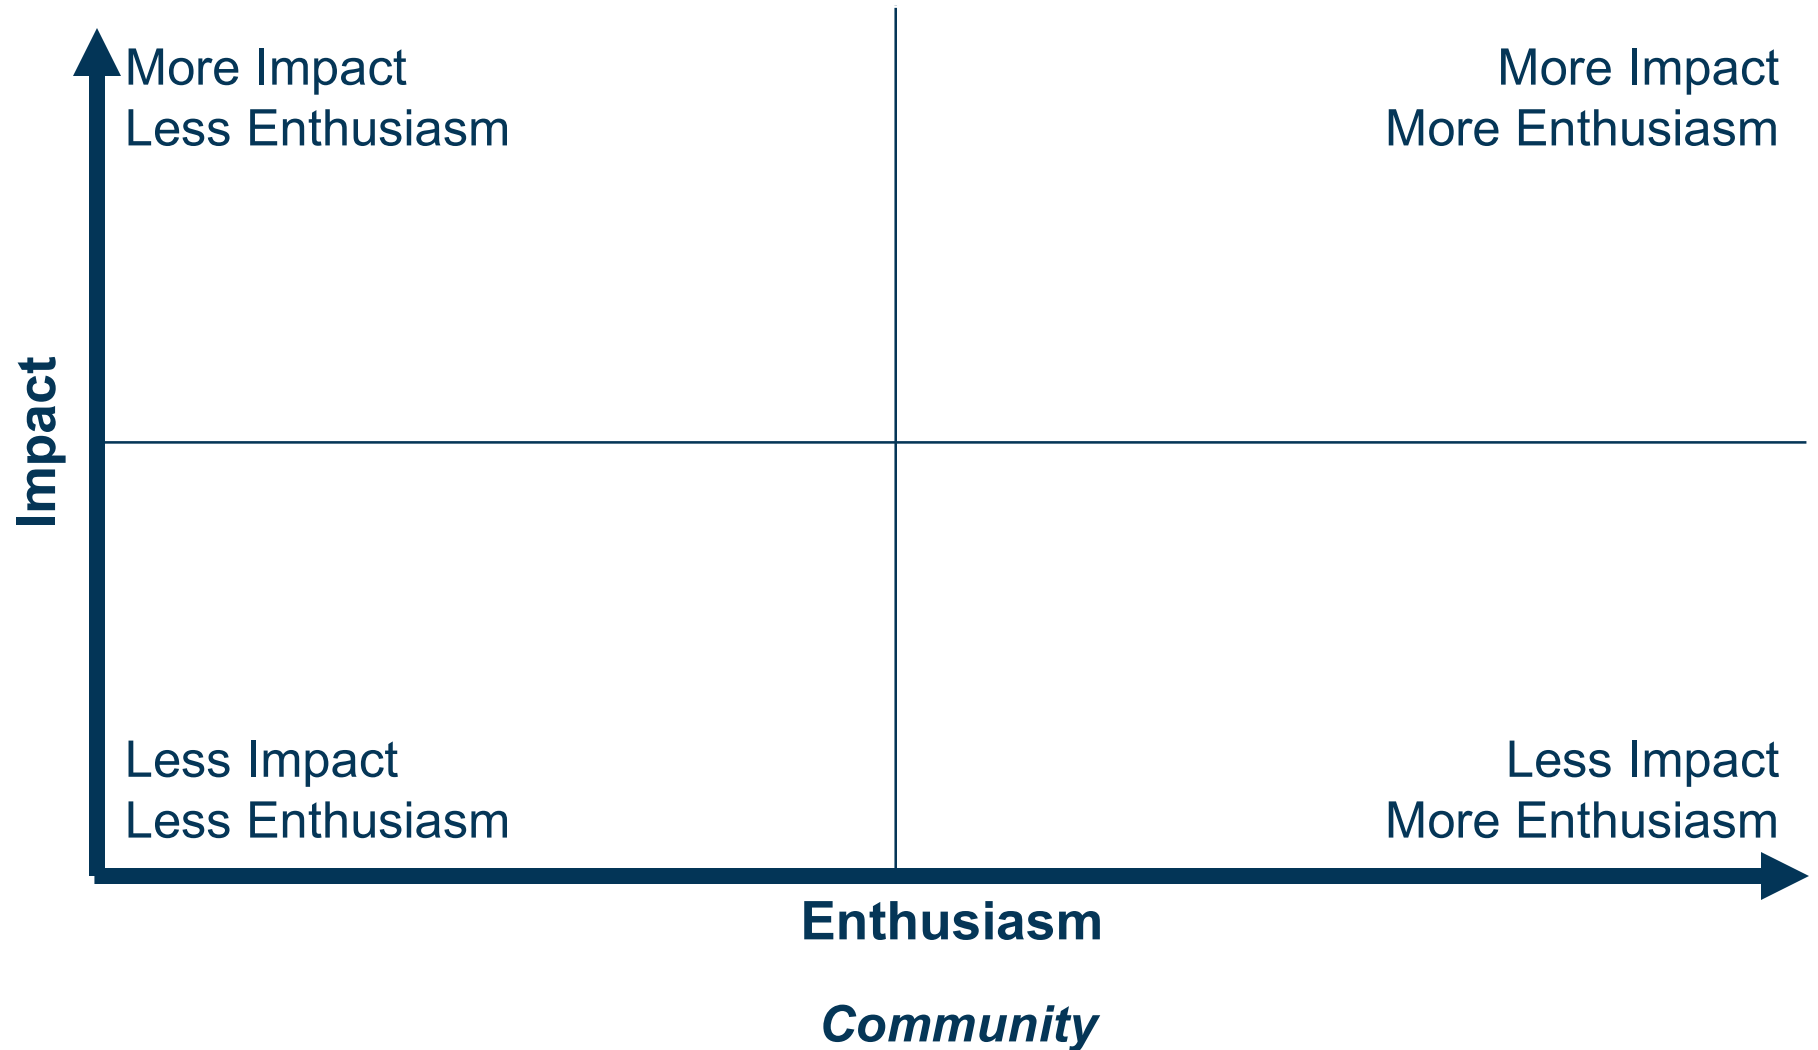 More Impact
Less Enthusiasm
More Impact
More Enthusiasm
Impact
Less Impact
Less Enthusiasm
Less Impact
More Enthusiasm
Enthusiasm
Community